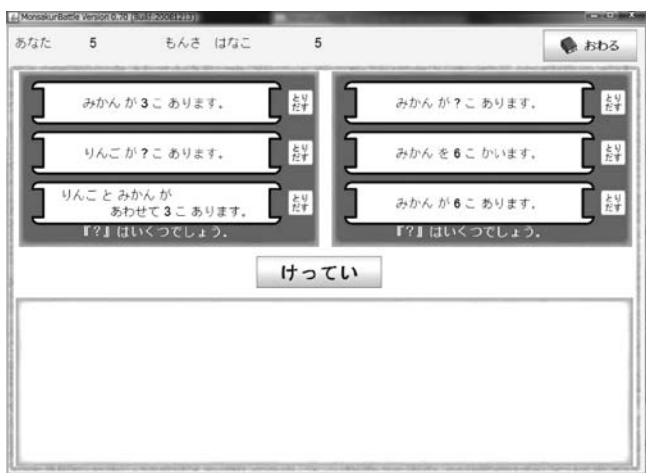 MonsakunBattle Version 0.70 (Build:20081213)
あなた 5 もんさ はなこ 5 おわる
みかん が 3 こ あります。 とりだす
りんご が ? こ あります。 とりだす
りんご と みかん が
あわせて 3 こ あります。 とりだす
『?』はいくつでしょう。
みかん が ? こ あります。 とりだす
みかん を 6 こ かいます。 とりだす
みかん が 6 こ あります。 とりだす
『?』はいくつでしょう。
けってい